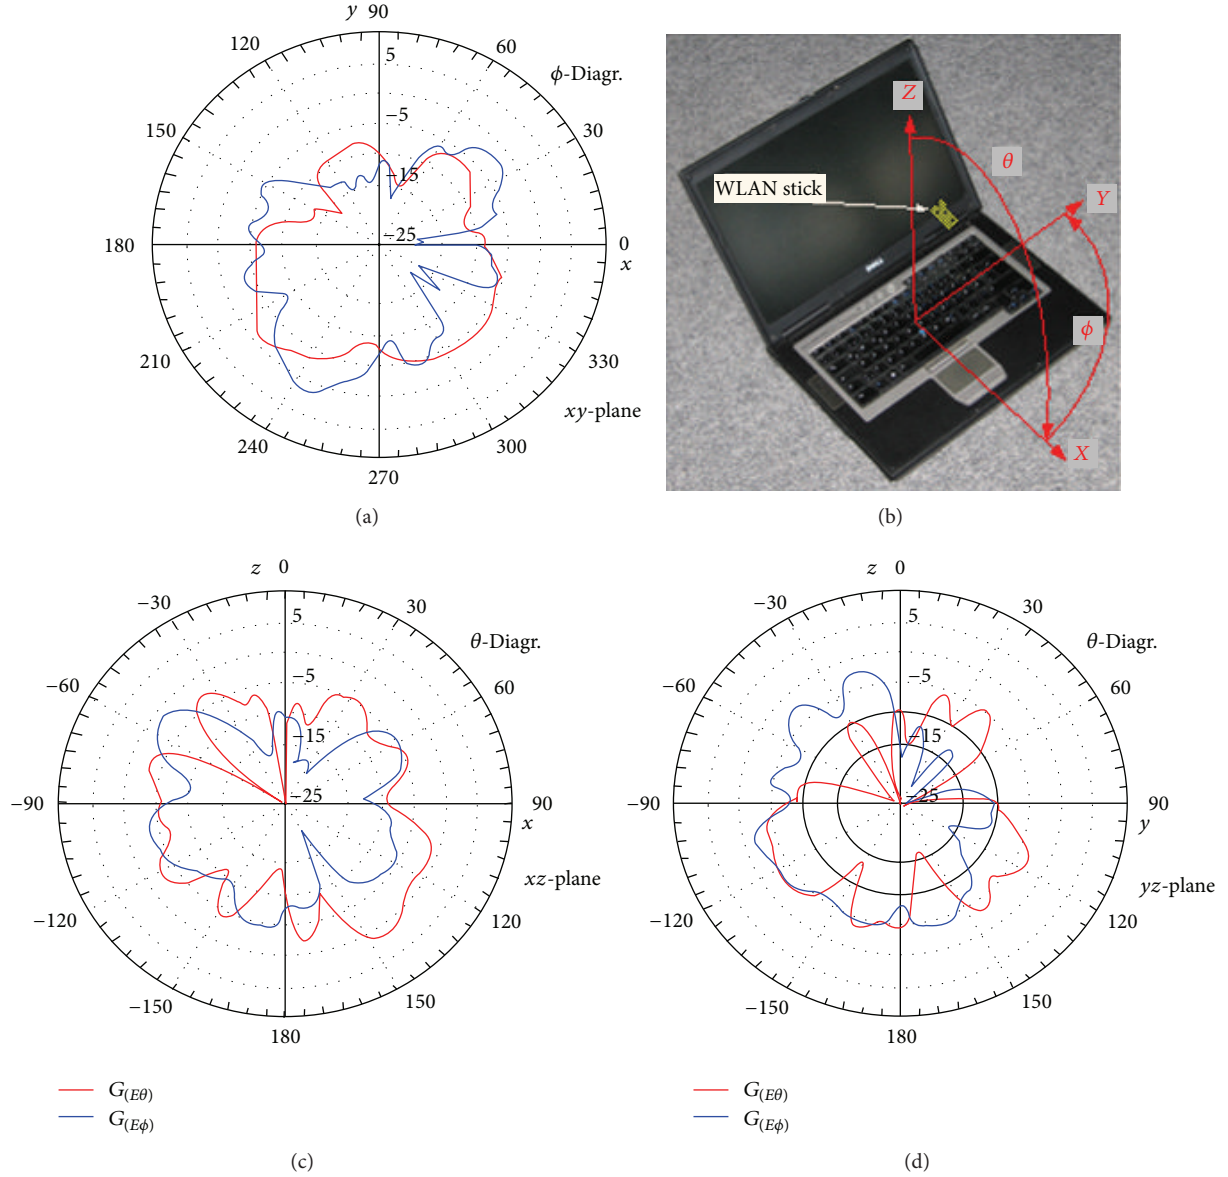 y 90
120
60
5
ϕ-Diagr.
-5
150
30
-15
-25
180
0
x
210
330
xy-plane
240
300
270
(a)
Z
θ
WLAN stick
Y
DELL
ϕ
X
(b)
z 0
−30
30
5
θ-Diagr.
−60
60
-5
-15
−90
-25
90
x
xz-plane
−120
120
−150
150
180
G(Eθ)
G(Eϕ)
(c)
z 0
−30
30
5
θ-Diagr.
−60
60
-5
-15
−90
-25
90
y
yz-plane
−120
120
−150
150
180
G(Eθ)
G(Eϕ)
(d)